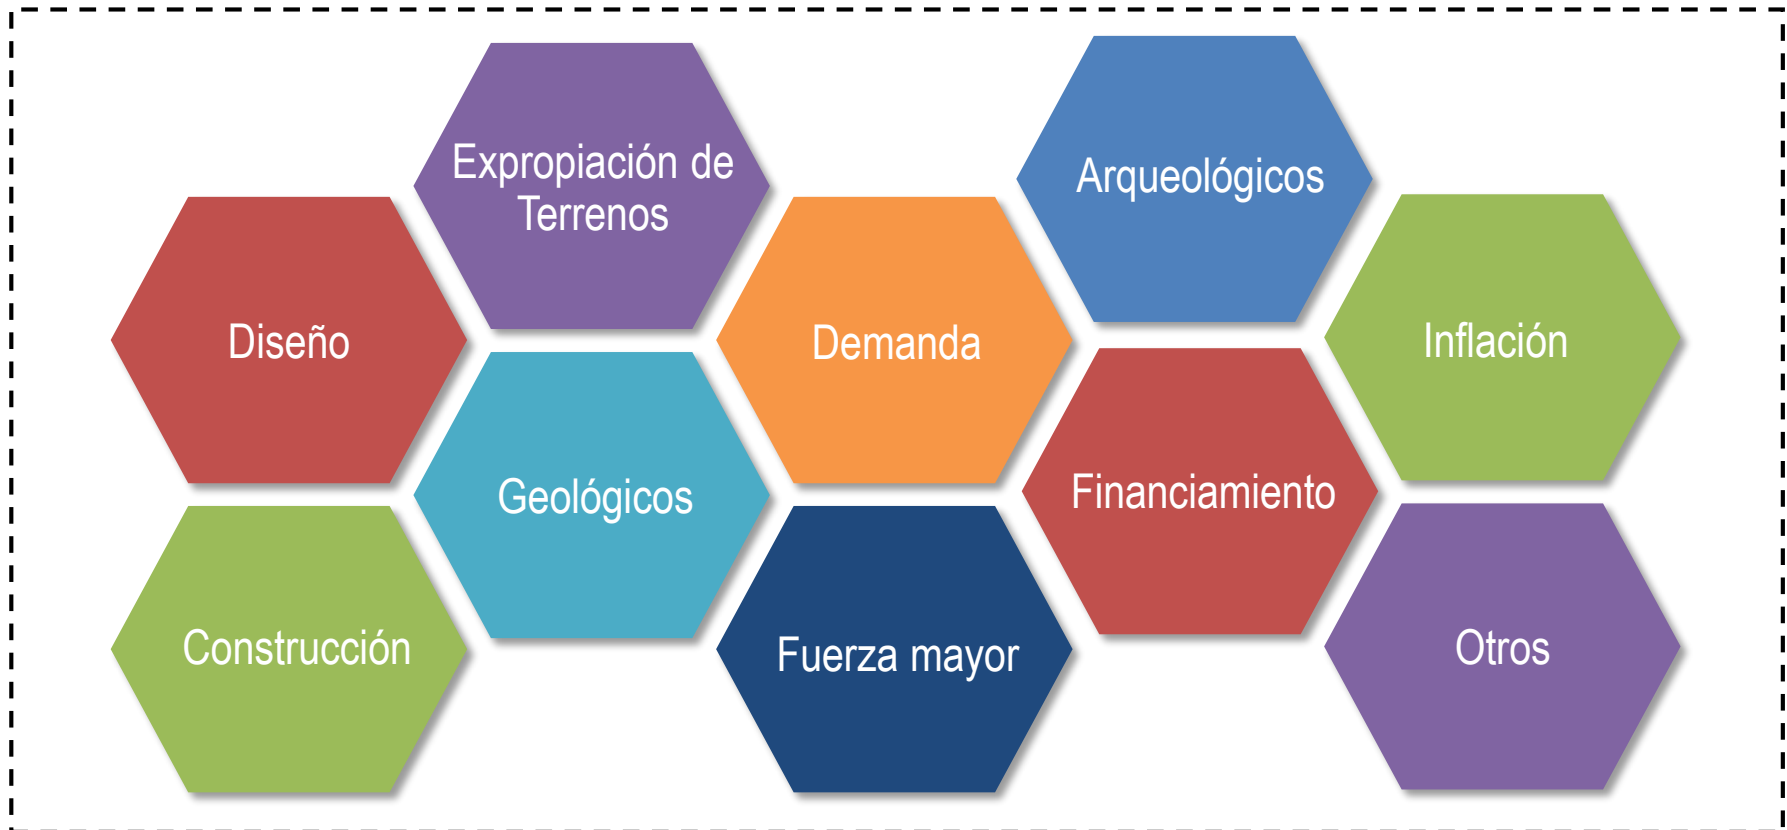 Expropiación de
Terrenos
Arqueológicos
Diseño
Demanda
Inflación
Geológicos
Financiamiento
Construcción
Fuerza mayor
Otros